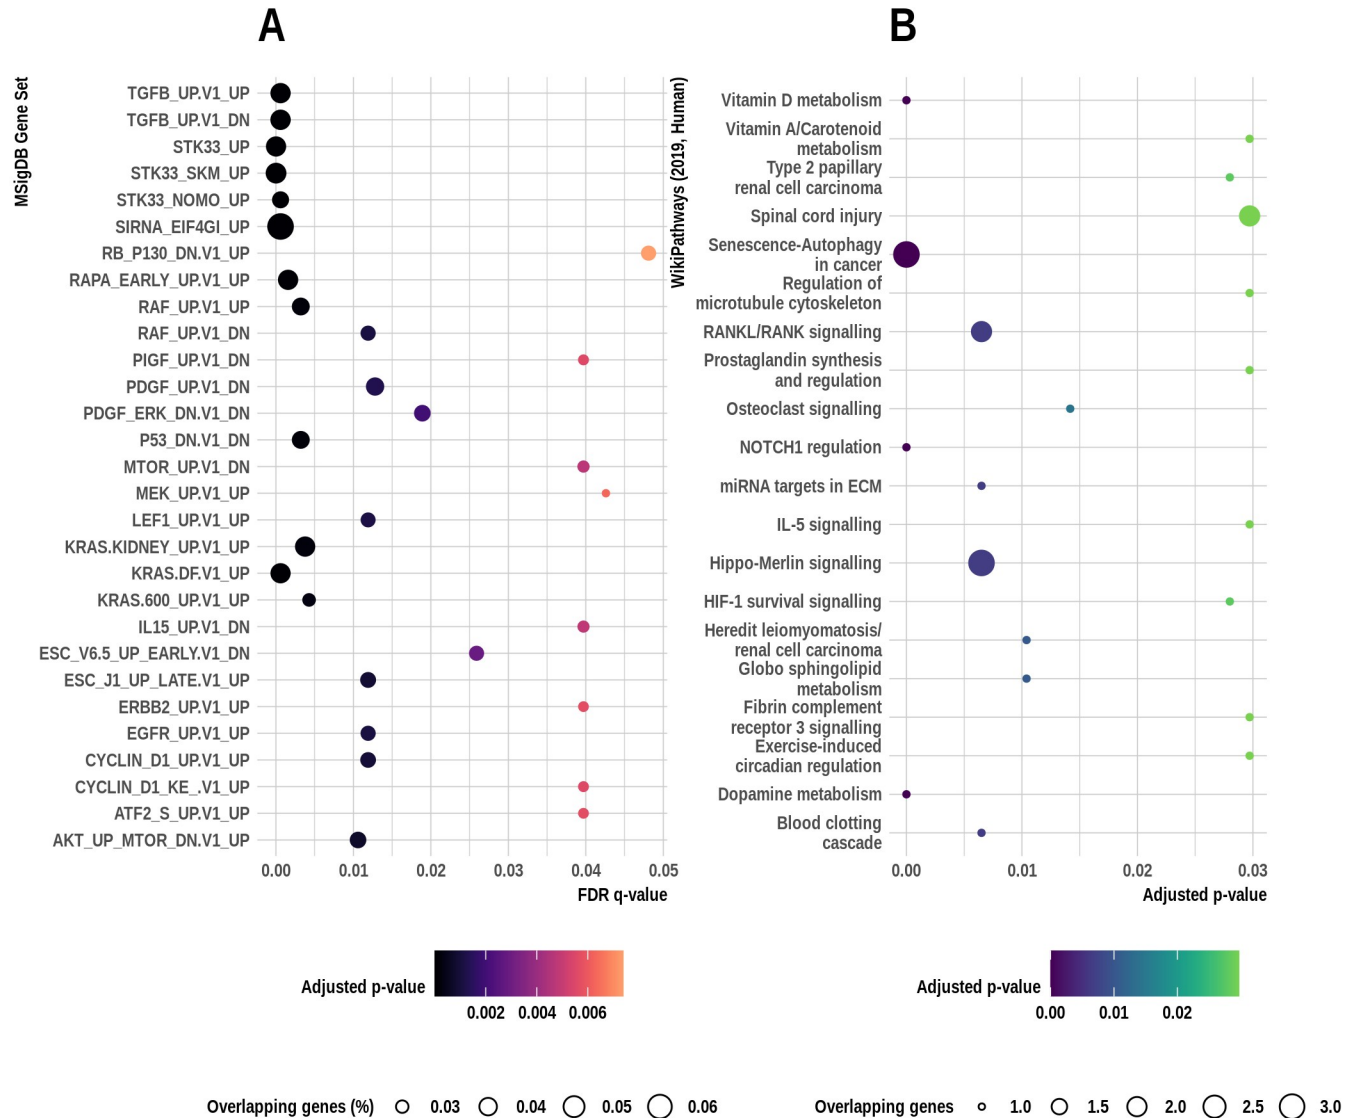 A
MSigDB Gene Set
TGFB_UP.V1_UP
TGFB_UP.V1_DN
STK33_UP
STK33_SKM_UP
STK33_NOMO_UP
SIRNA_EIF4GI_UP
RB_P130_DN.V1_UP
RAPA_EARLY_UP.V1_UP
RAF_UP.V1_UP
RAF_UP.V1_DN
PIGF_UP.V1_DN
PDGF_UP.V1_DN
PDGF_ERK_DN.V1_DN
P53_DN.V1_DN
MTOR_UP.V1_DN
MEK_UP.V1_UP
LEF1_UP.V1_UP
KRAS.KIDNEY_UP.V1_UP
KRAS.DF.V1_UP
KRAS.600_UP.V1_UP
IL15_UP.V1_DN
ESC_V6.5_UP_EARLY.V1_DN
ESC_J1_UP_LATE.V1_UP
ERBB2_UP.V1_UP
EGFR_UP.V1_UP
CYCLIN_D1_UP.V1_UP
CYCLIN_D1_KE_.V1_UP
ATF2_S_UP.V1_UP
AKT_UP_MTOR_DN.V1_UP
0.00 0.01 0.02 0.03 0.04 0.05
FDR q-value
Adjusted p-value
0.002 0.004 0.006
Overlapping genes (%) 0.03 0.04 0.05 0.06
B
WikiPathways (2019, Human)
Vitamin D metabolism
Vitamin A/Carotenoid
metabolism
Type 2 papillary
renal cell carcinoma
Spinal cord injury
Senescence-Autophagy
in cancer
Regulation of
microtubule cytoskeleton
RANKL/RANK signalling
Prostaglandin synthesis
and regulation
Osteoclast signalling
NOTCH1 regulation
miRNA targets in ECM
IL-5 signalling
Hippo-Merlin signalling
HIF-1 survival signalling
Heredit leiomyomatosis/
renal cell carcinoma
Globo sphingolipid
metabolism
Fibrin complement
receptor 3 signalling
Exercise-induced
circadian regulation
Dopamine metabolism
Blood clotting
cascade
0.00 0.01 0.02 0.03
Adjusted p-value
Adjusted p-value
0.00 0.01 0.02
Overlapping genes 1.0 1.5 2.0 2.5 3.0